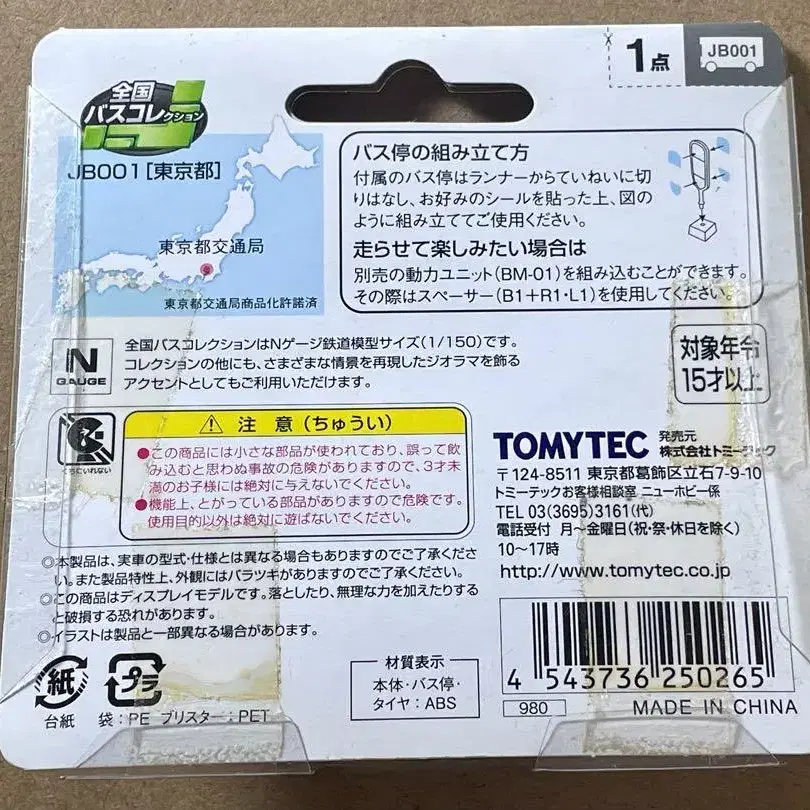 全国
バスコレクション
JB001[東京都]
東京都交通局
東京都交通局商品化許諾済
1点
JB001
バス停の組み立て方
付属のバス停はランナーからていねいに切
りはなし、お好みのシールを貼った上、図の
ように組み立ててご使用ください。
走らせて楽しみたい場合は
別売の動力ユニット(BM-01)を組み込むことができます。
その際はスペーサー(B1+R1・L1)を使用してください。
N
GAUGE
全国バスコレクションはNゲージ鉄道模型サイズ(1/150)です。
コレクションの他にも、さまざまな情景を再現したジオラマを飾る
アクセントとしてもご利用いただけます。
対象年令
15才以上
口にいれない
注意(ちゅうい)
●この商品には小さな部品が使われており、誤って飲
み込むと思わぬ事故の危険がありますので、3才未
満のお子様には絶対に与えないでください。
●機能上、とがっている部品がありますので危険です。
使用目的以外は絶対に遊ばないでください。
TOMYTEC 発売元
株式会社トミーテック
〒124-8511 東京都葛飾区立石7-9-10
トミーテックお客様相談室 ニューホビー係
TEL 03(3695)3161(代)
電話受付 月～金曜日(祝・祭・休日を除く)
10～17時
http://www.tomytec.co.jp
○本製品は、実車の型式・仕様とは異なる場合もありますのでご了承くださ
い。また製品特性上、外観にはバラツキがありますのでご了承ください。
○この商品はディスプレイモデルです。落としたり、無理な力を加えたりする
と破損する恐れがあります。
○イラストは製品と一部異なる場合があります。
紙
台紙
プラ
袋:PE ブリスター:PET
材質表示
本体・バス停・
タイヤ:ABS
4 543736 250265
980
MADE IN CHINA